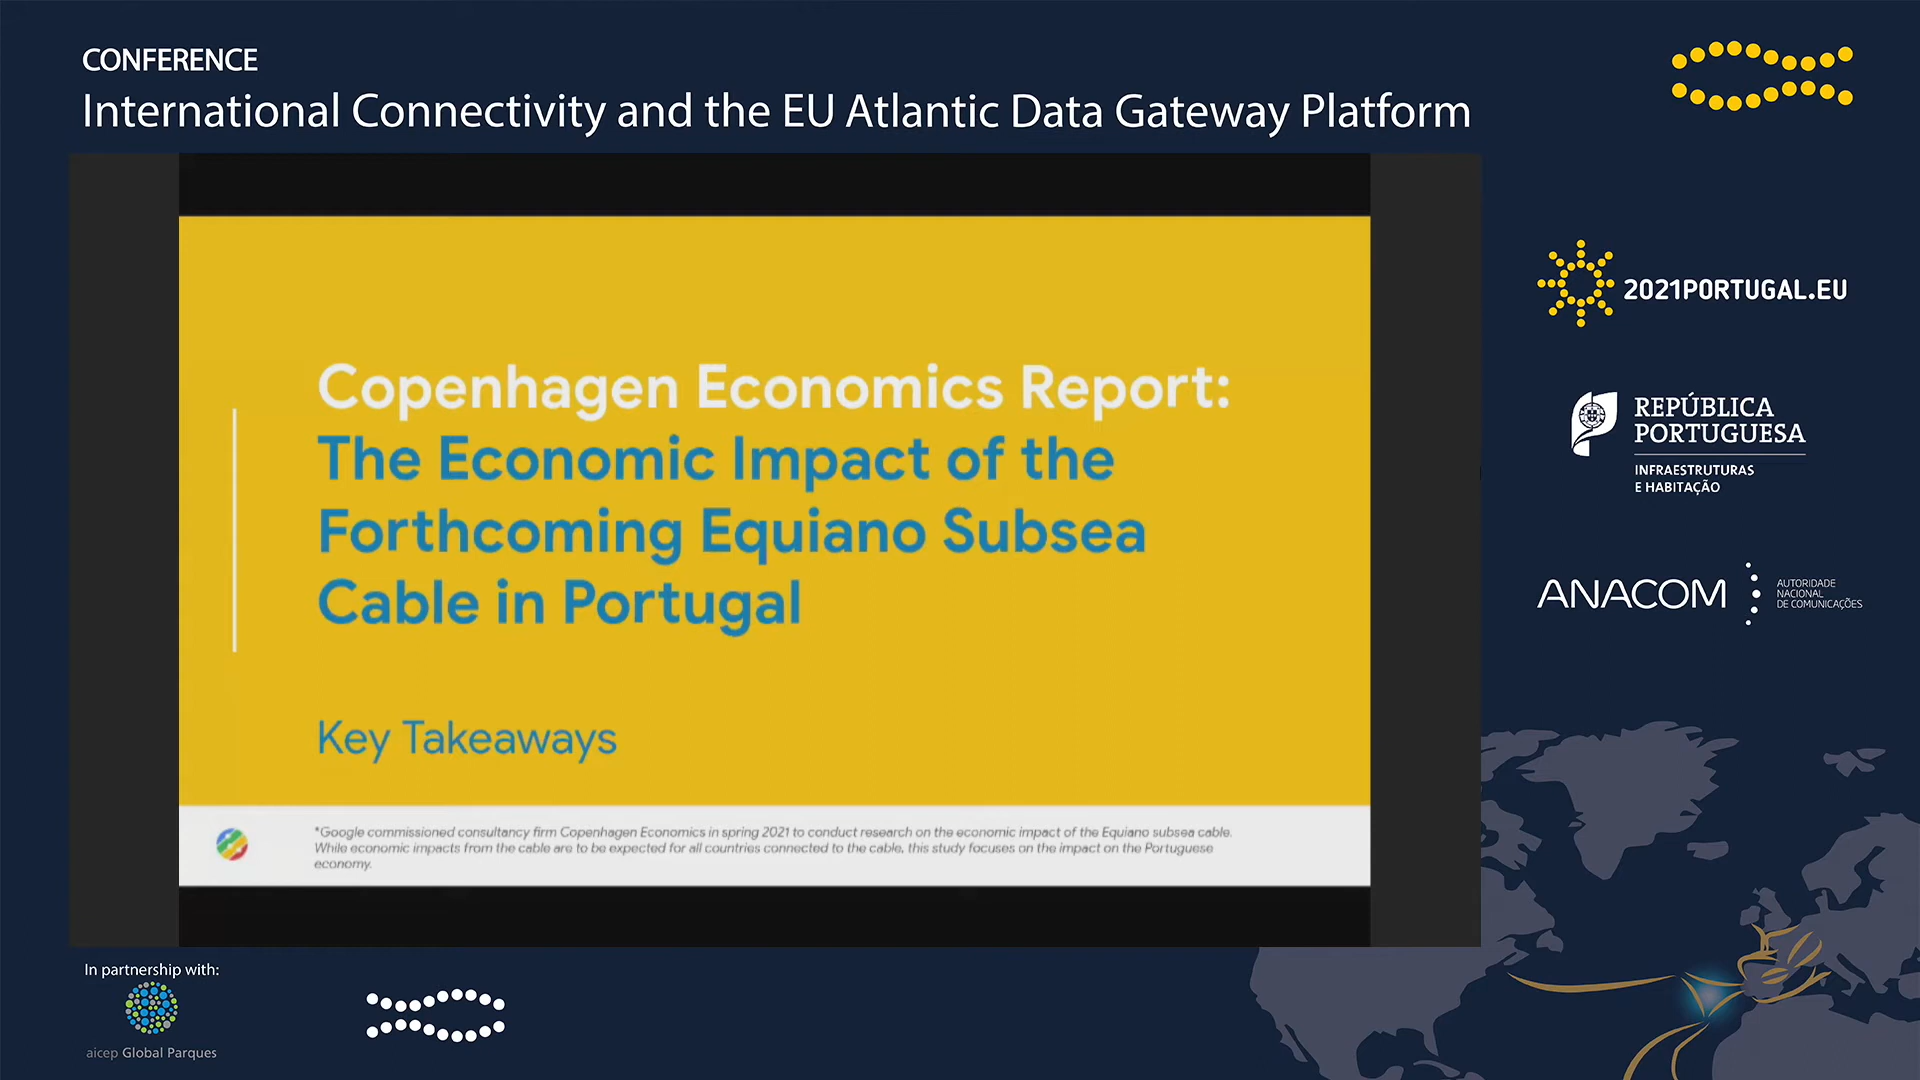 CONFERENCE
International Connectivity and the EU Atlantic Data Gateway Platform
Copenhagen Economics Report:
The Economic Impact of the
Forthcoming Equiano Subsea
Cable in Portugal
Key Takeaways
*Google commissioned consultancy firm Copenhagen Economics in spring 2021 to conduct research on the economic impact of the Equiano subsea cable.
While economic impacts from the cable are to be expected for all countries connected to the cable, this study focuses on the impact on the Portuguese
economy.
2021PORTUGAL.EU
REPÚBLICA
PORTUGUESA
INFRAESTRUTURAS
E HABITAÇÃO
ANACOM
AUTORIDADE
NACIONAL
DE COMUNICAÇÕES
In partnership with:
aicep Global Parques